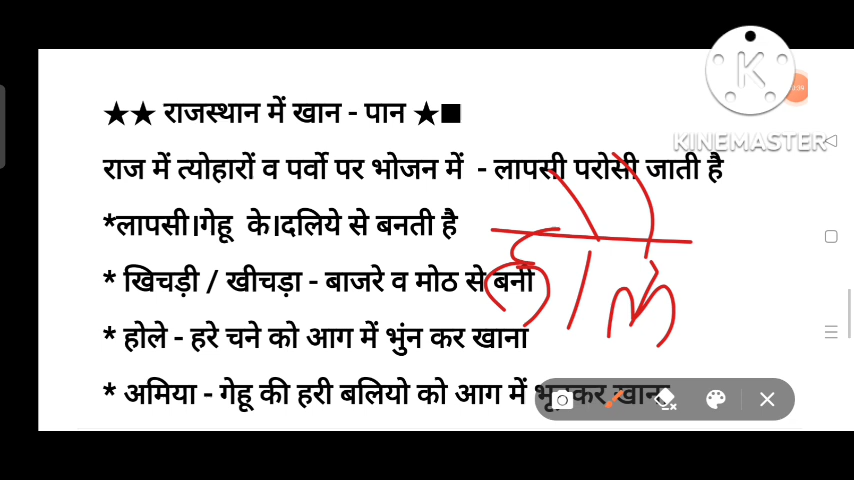 ★★ राजस्थान में खान - पान ★■
राज में त्योहारों व पर्वो पर भोजन में - लापसी परोसी जाती है
*लापसी।गेहू के।दलिये से बनती है
* खिचड़ी / खीचड़ा - बाजरे व मोठ से बनी
* होले - हरे चने को आग में भुंन कर खाना
* अमिया - गेहू की हरी बलियो को आग में भूनकर खाना
KINEMASTER